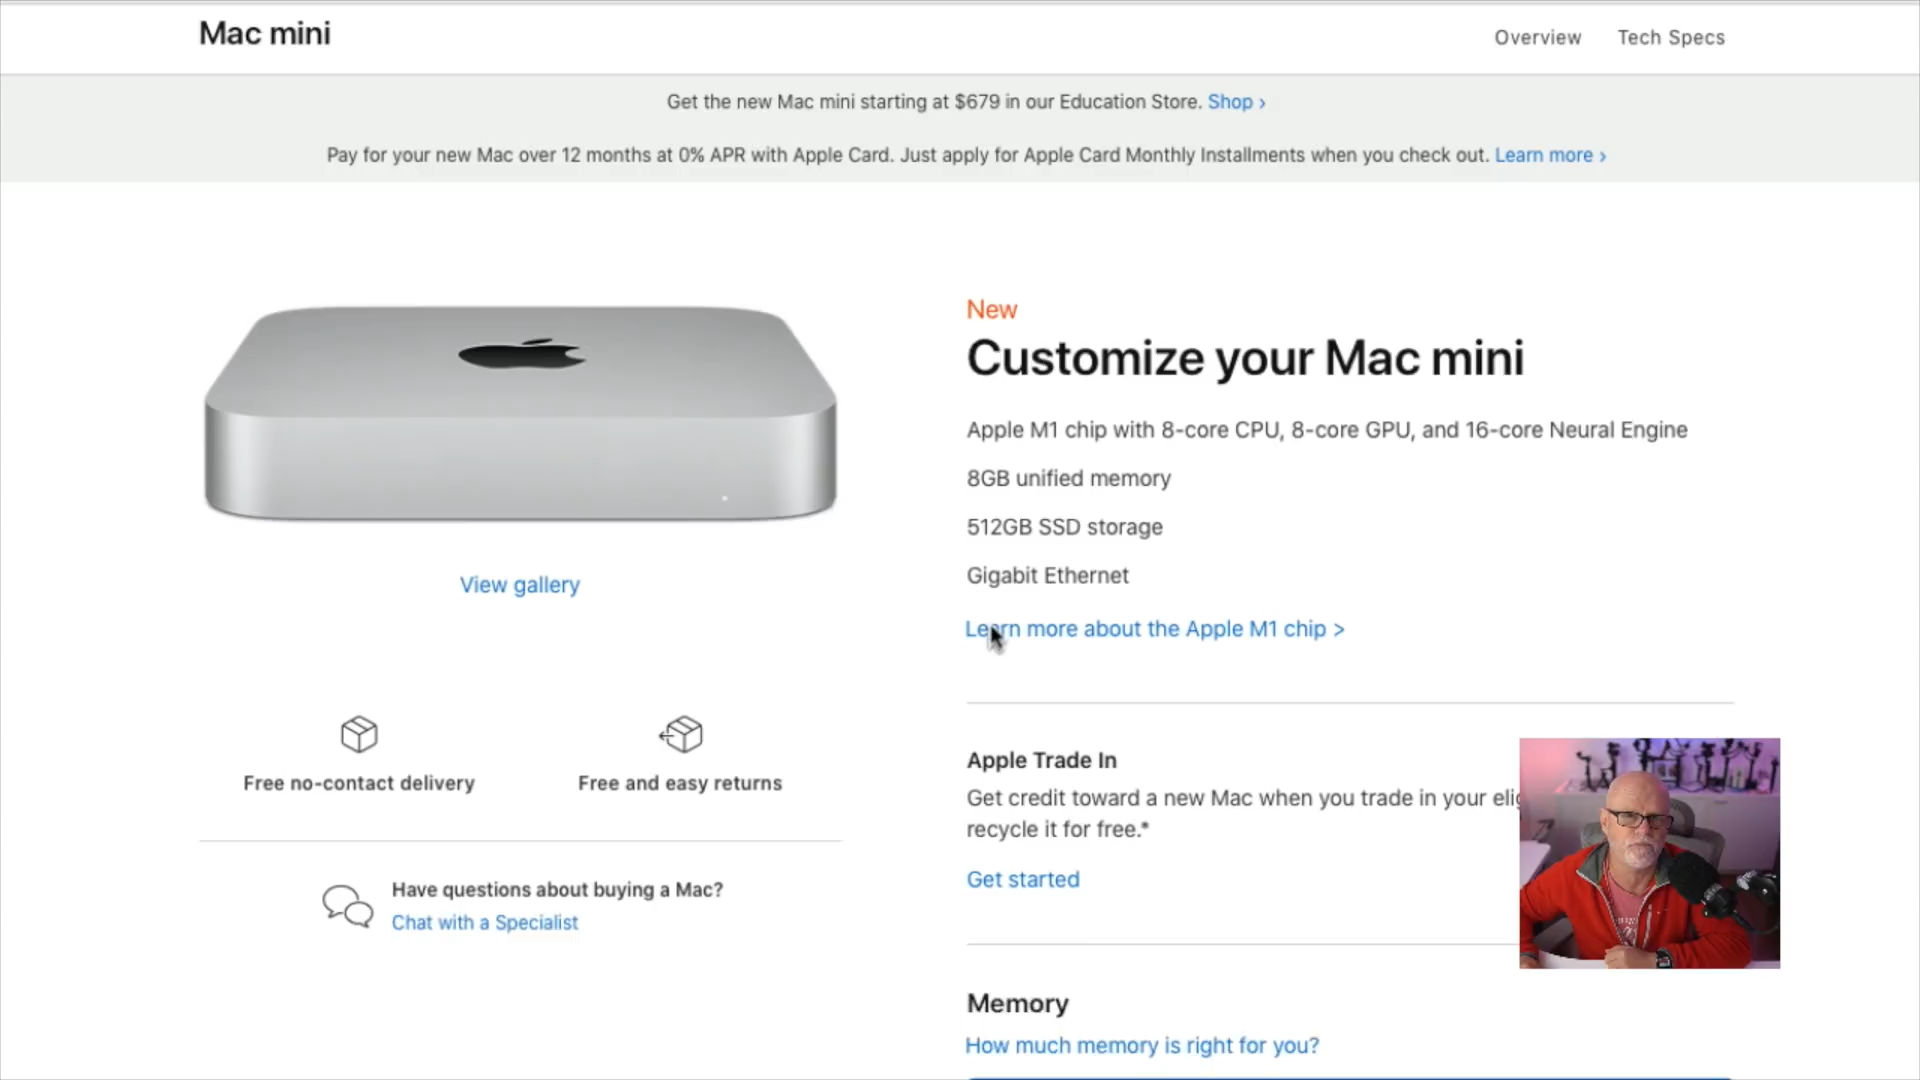 Mac mini
Overview
Tech Specs
Get the new Mac mini starting at $679 in our Education Store. Shop ›
Pay for your new Mac over 12 months at 0% APR with Apple Card. Just apply for Apple Card Monthly Installments when you check out. Learn more ›
New
Customize your Mac mini
Apple M1 chip with 8-core CPU, 8-core GPU, and 16-core Neural Engine
8GB unified memory
512GB SSD storage
Gigabit Ethernet
Learn more about the Apple M1 chip >
View gallery
Free no-contact delivery
Free and easy returns
Have questions about buying a Mac?
Chat with a Specialist
Apple Trade In
Get credit toward a new Mac when you trade in your
recycle it for free.*
Get started
Memory
How much memory is right for you?